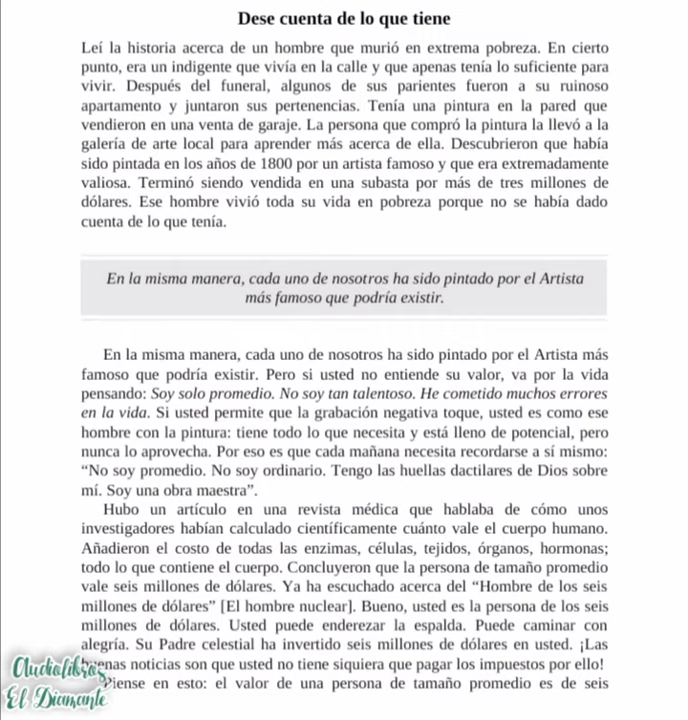 Dese cuenta de lo que tiene
Leí la historia acerca de un hombre que murió en extrema pobreza. En cierto
punto, era un indigente que vivía en la calle y que apenas tenía lo suficiente para
vivir. Después del funeral, algunos de sus parientes fueron a su ruinoso
apartamento y juntaron sus pertenencias. Tenía una pintura en la pared que
vendieron en una venta de garaje. La persona que compró la pintura la llevó a la
galería de arte local para aprender más acerca de ella. Descubrieron que había
sido pintada en los años de 1800 por un artista famoso y que era extremadamente
valiosa. Terminó siendo vendida en una subasta por más de tres millones de
dólares. Ese hombre vivió toda su vida en pobreza porque no se había dado
cuenta de lo que tenía.
En la misma manera, cada uno de nosotros ha sido pintado por el Artista
más famoso que podría existir.
En la misma manera, cada uno de nosotros ha sido pintado por el Artista más
famoso que podría existir. Pero si usted no entiende su valor, va por la vida
pensando: Soy solo promedio. No soy tan talentoso. He cometido muchos errores
en la vida. Si usted permite que la grabación negativa toque, usted es como ese
hombre con la pintura: tiene todo lo que necesita y está lleno de potencial, pero
nunca lo aprovecha. Por eso es que cada mañana necesita recordarse a sí mismo:
“No soy promedio. No soy ordinario. Tengo las huellas dactilares de Dios sobre
mí. Soy una obra maestra”.
Hubo un artículo en una revista médica que hablaba de cómo unos
investigadores habían calculado científicamente cuánto vale el cuerpo humano.
Añadieron el costo de todas las enzimas, células, tejidos, órganos, hormonas;
todo lo que contiene el cuerpo. Concluyeron que la persona de tamaño promedio
vale seis millones de dólares. Ya ha escuchado acerca del “Hombre de los seis
millones de dólares” [El hombre nuclear]. Bueno, usted es la persona de los seis
millones de dólares. Usted puede enderezar la espalda. Puede caminar con
alegría. Su Padre celestial ha invertido seis millones de dólares en usted. ¡Las
buenas noticias son que usted no tiene siquiera que pagar los impuestos por ello!
Piense en esto: el valor de una persona de tamaño promedio es de seis
Audiolibros
El Diamante